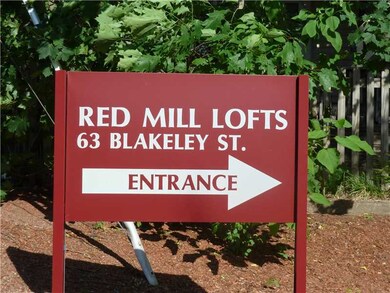 RED MILL LOFTS
63 BLAKELEY ST.
ENTRANCE